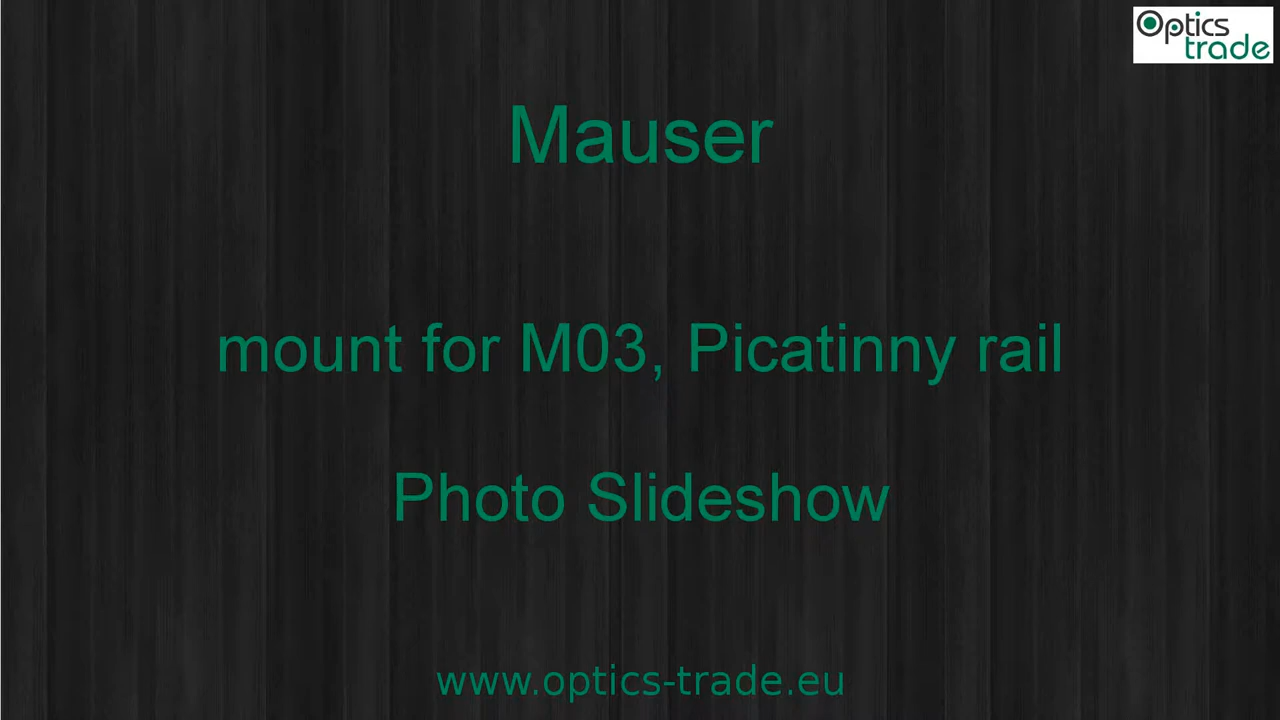 Optics
trade
Mauser
mount for M03, Picatinny rail
Photo Slideshow
www.optics-trade.eu